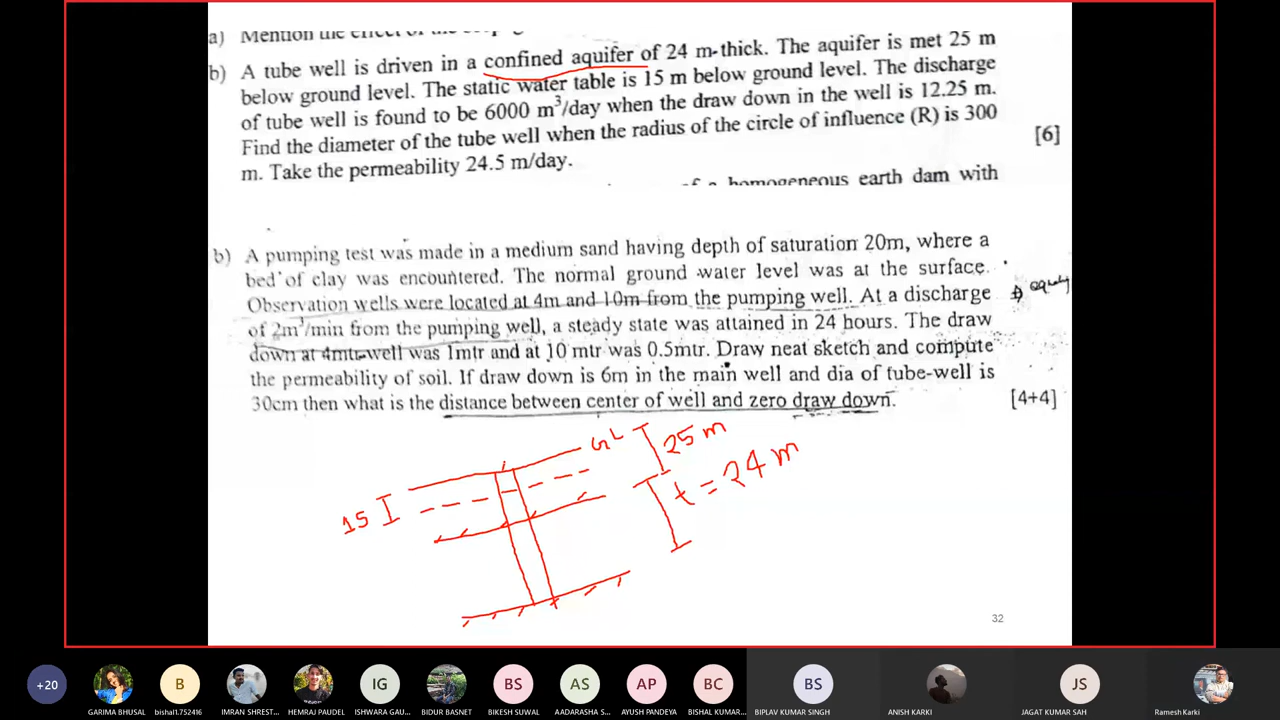 a) Mention the effect of the
b) A tube well is driven in a confined aquifer of 24 m-thick. The aquifer is met 25 m
below ground level. The static water table is 15 m below ground level. The discharge
of tube well is found to be 6000 m³/day when the draw down in the well is 12.25 m.
Find the diameter of the tube well when the radius of the circle of influence (R) is 300
m. Take the permeability 24.5 m/day. [6]
of a homogeneous earth dam with
b) A pumping test was made in a medium sand having depth of saturation 20m, where a
bed of clay was encountered. The normal ground water level was at the surface.
Observation wells were located at 4m and 10m from the pumping well. At a discharge
of 2m³/min from the pumping well, a steady state was attained in 24 hours. The draw
down at 4mtr well was 1mtr and at 10 mtr was 0.5mtr. Draw neat sketch and compute
the permeability of soil. If draw down is 6m in the main well and dia of tube-well is
30cm then what is the distance between center of well and zero draw down. [4+4]
GL
25 m
15
t = 24 m
32
+20
B
IG
BS
AS
AP
BC
BS
JS
GARIMA BHUSAL
bishal1.752416
IMRAN SHREST...
HEMRAJ PAUDEL
ISHWARA GAU...
BIDUR BASNET
BIKESH SUWAL
AADARASHA S...
AYUSH PANDEYA
BISHAL KUMAR...
BIPLAV KUMAR SINGH
ANISH KARKI
JAGAT KUMAR SAH
Ramesh Karki